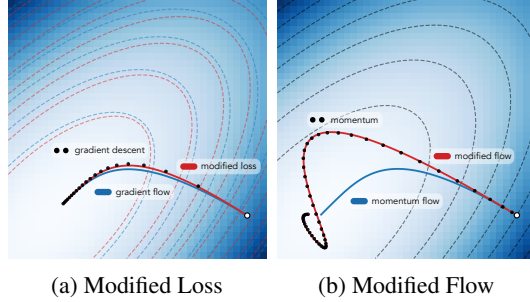 gradient descent
modified loss
gradient flow
(a) Modified Loss
momentum
modified flow
momentum flow
(b) Modified Flow